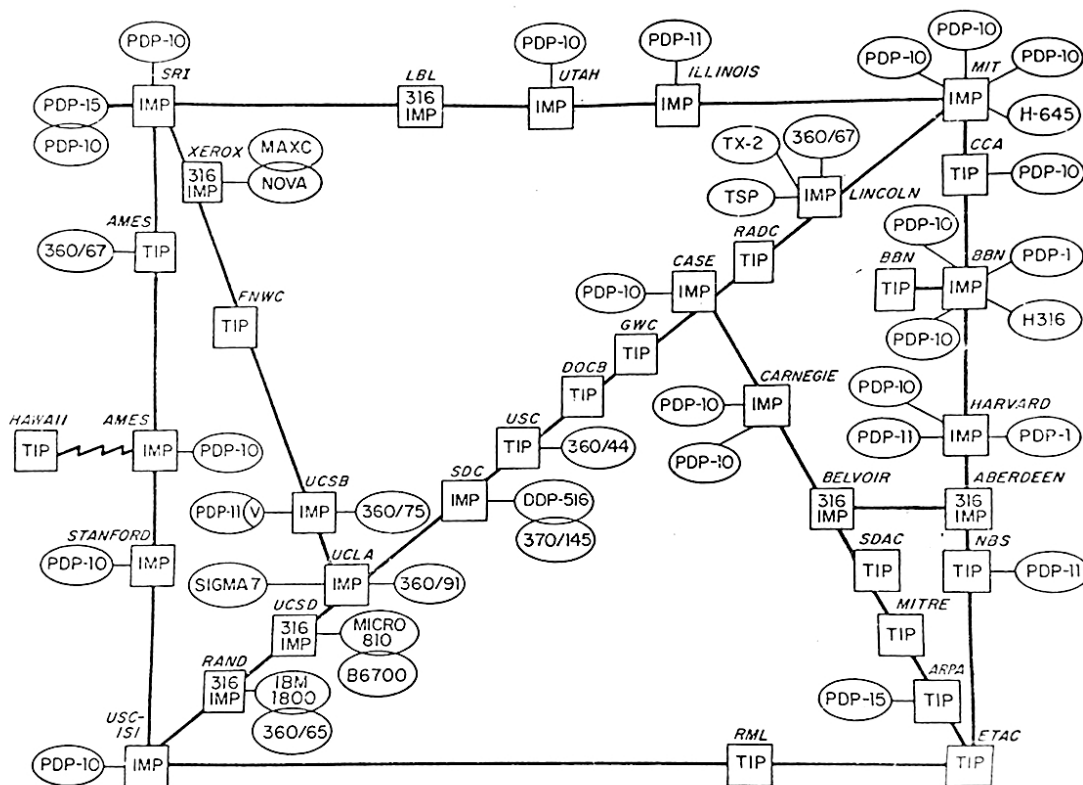 PDP-10
SRI
IMP
PDP-15
PDP-10
LBL
316
IMP
PDP-10
UTAH
IMP
PDP-11
ILLINOIS
IMP
PDP-10
PDP-10
PDP-10
MIT
IMP
H-645
XEROX
316
IMP
MAXC
NOVA
TX-2
360/67
TSP
IMP
LINCOLN
CCA
TIP
PDP-10
AMES
360/67
TIP
RADC
TIP
PDP-10
BBN
TIP
BBN
IMP
PDP-1
PDP-10
H316
FNWC
TIP
CASE
PDP-10
IMP
GWC
TIP
DOCB
TIP
CARNEGIE
PDP-10
IMP
PDP-10
PDP-10
HARVARD
PDP-11
IMP
PDP-1
HAWAII
TIP
AMES
IMP
PDP-10
USC
TIP
360/44
UCSB
PDP-11
V
IMP
360/75
SDC
IMP
DDP-516
370/145
BELVOIR
316
IMP
ABERDEEN
316
IMP
STANFORD
PDP-10
IMP
UCLA
SIGMA 7
IMP
360/91
SDAC
TIP
NBS
TIP
PDP-11
UCSD
316
IMP
MICRO
810
B6700
MITRE
TIP
RAND
316
IMP
IBM
1800
360/65
ARPA
PDP-15
TIP
USC-
ISI
PDP-10
IMP
RML
TIP
ETAC
TIP